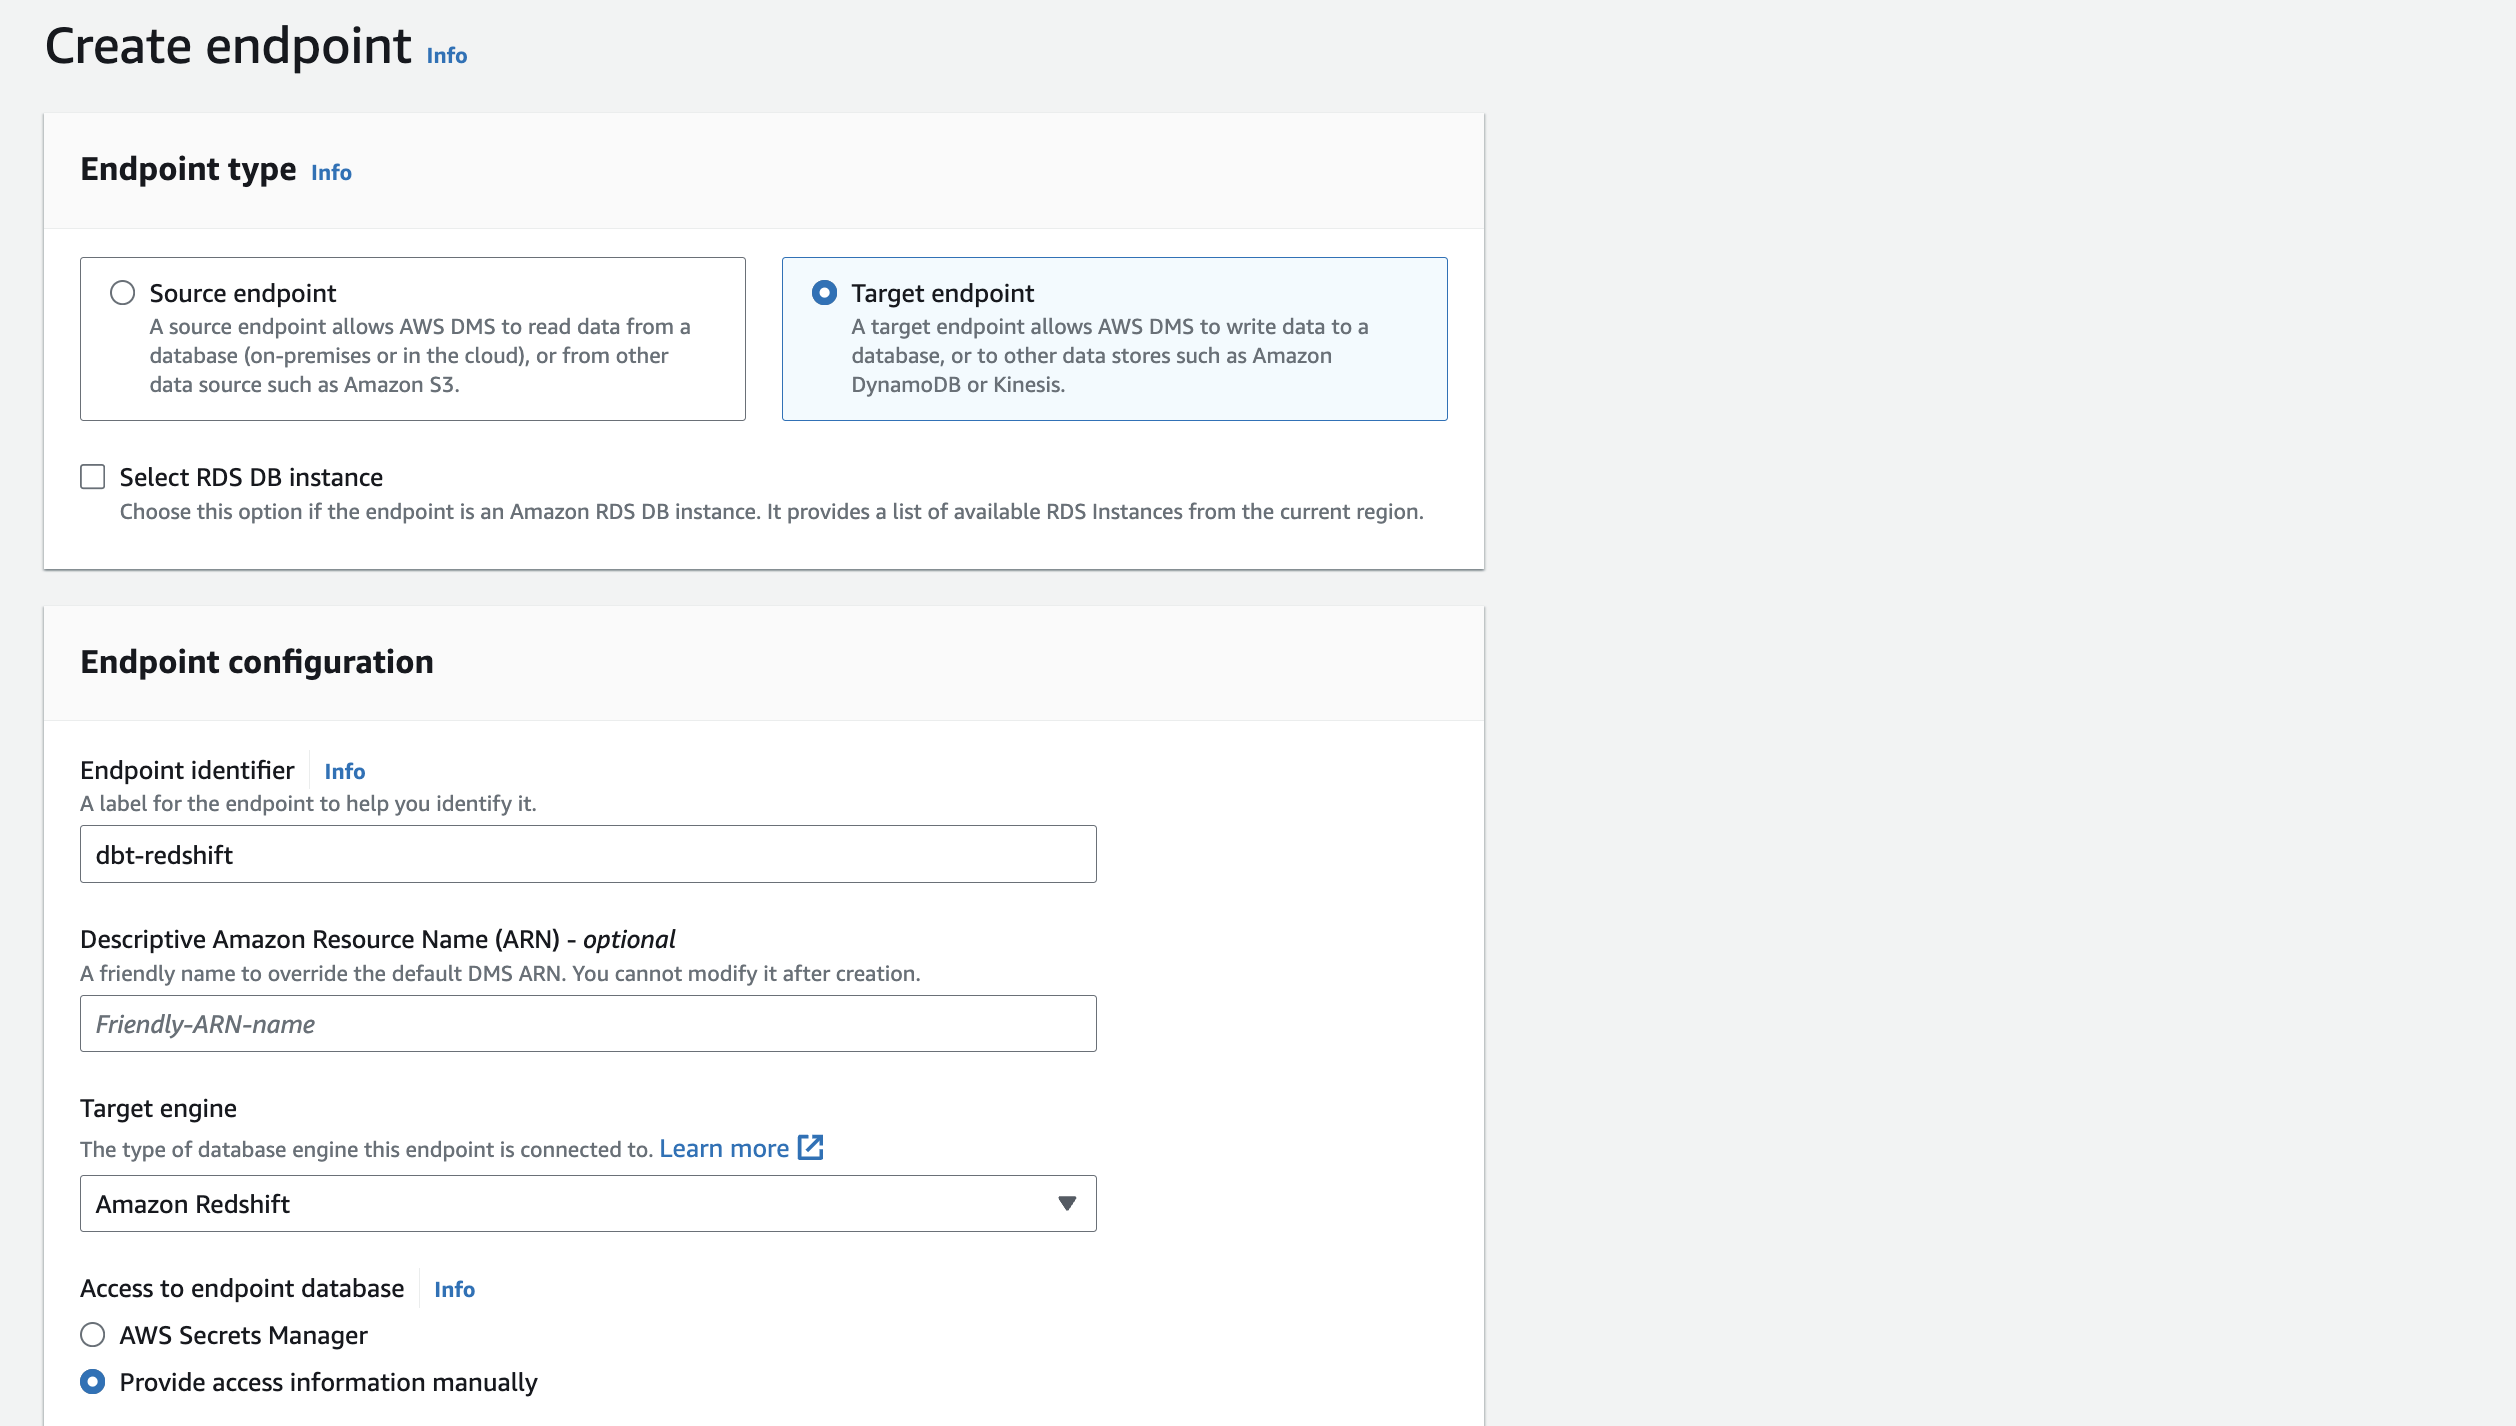 Create endpoint Info
Endpoint type Info
Source endpoint
A source endpoint allows AWS DMS to read data from a
database (on-premises or in the cloud), or from other
data source such as Amazon S3.
Target endpoint
A target endpoint allows AWS DMS to write data to a
database, or to other data stores such as Amazon
DynamoDB or Kinesis.
Select RDS DB instance
Choose this option if the endpoint is an Amazon RDS DB instance. It provides a list of available RDS Instances from the current region.
Endpoint configuration
Endpoint identifier Info
A label for the endpoint to help you identify it.
dbt-redshift
Descriptive Amazon Resource Name (ARN) - optional
A friendly name to override the default DMS ARN. You cannot modify it after creation.
Friendly-ARN-name
Target engine
The type of database engine this endpoint is connected to. Learn more
Amazon Redshift
Access to endpoint database Info
AWS Secrets Manager
Provide access information manually